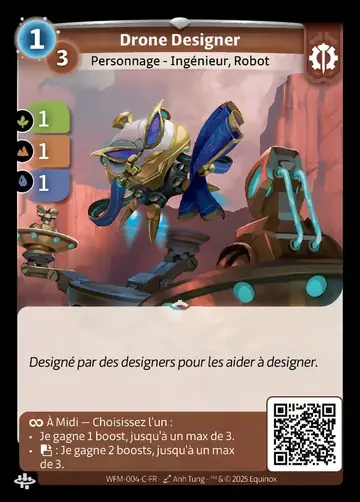 1
Drone Designer
3
Personnage - Ingénieur, Robot
1
1
1
Designé par des designers pour les aider à designer.
À Midi — Choisissez l'un :
• Je gagne 1 boost, jusqu'à un max de 3.
• : Je gagne 2 boosts, jusqu'à un max
de 3.
WFM-004-C-FR - Anh Tung - ™ & © 2025 Equinox